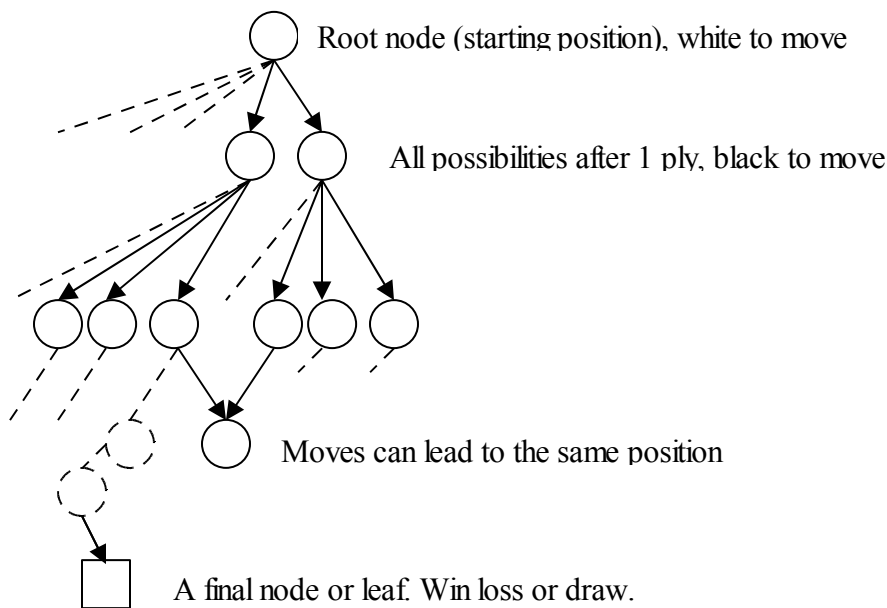 Root node (starting position), white to move
All possibilities after 1 ply, black to move
Moves can lead to the same position
A final node or leaf. Win loss or draw.